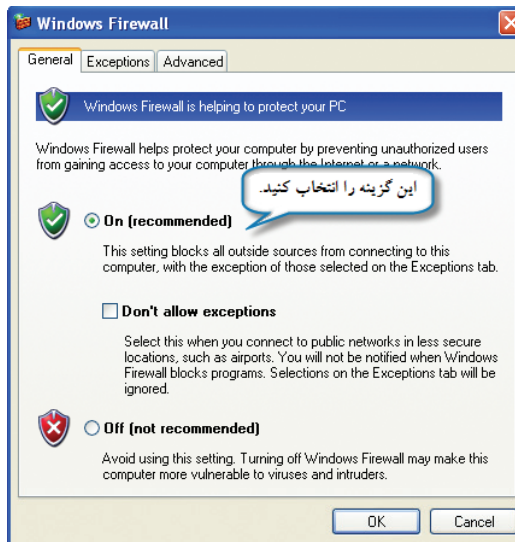 Windows Firewall
General Exceptions Advanced
Windows Firewall is helping to protect your PC
Windows Firewall helps protect your computer by preventing unauthorized users
from gaining access to your computer through the Internet or a network.
این گزینه را انتخاب کنید.
On (recommended)
This setting blocks all outside sources from connecting to this
computer, with the exception of those selected on the Exceptions tab.
Don't allow exceptions
Select this when you connect to public networks in less secure
locations, such as airports. You will not be notified when Windows
Firewall blocks programs. Selections on the Exceptions tab will be
ignored.
Off (not recommended)
Avoid using this setting. Turning off Windows Firewall may make this
computer more vulnerable to viruses and intruders.
OK Cancel